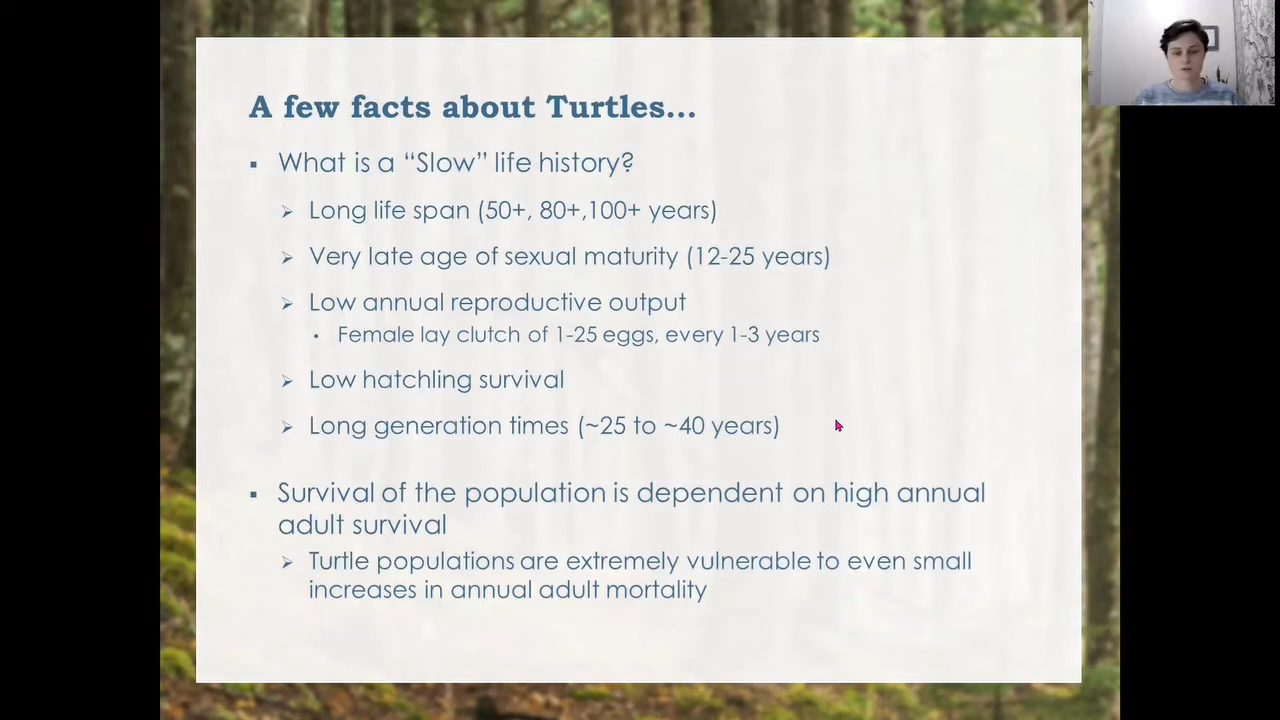 A few facts about Turtles...
What is a “Slow” life history?
Long life span (50+, 80+,100+ years)
Very late age of sexual maturity (12-25 years)
Low annual reproductive output
Female lay clutch of 1-25 eggs, every 1-3 years
Low hatchling survival
Long generation times (~25 to ~40 years)
Survival of the population is dependent on high annual
adult survival
Turtle populations are extremely vulnerable to even small
increases in annual adult mortality